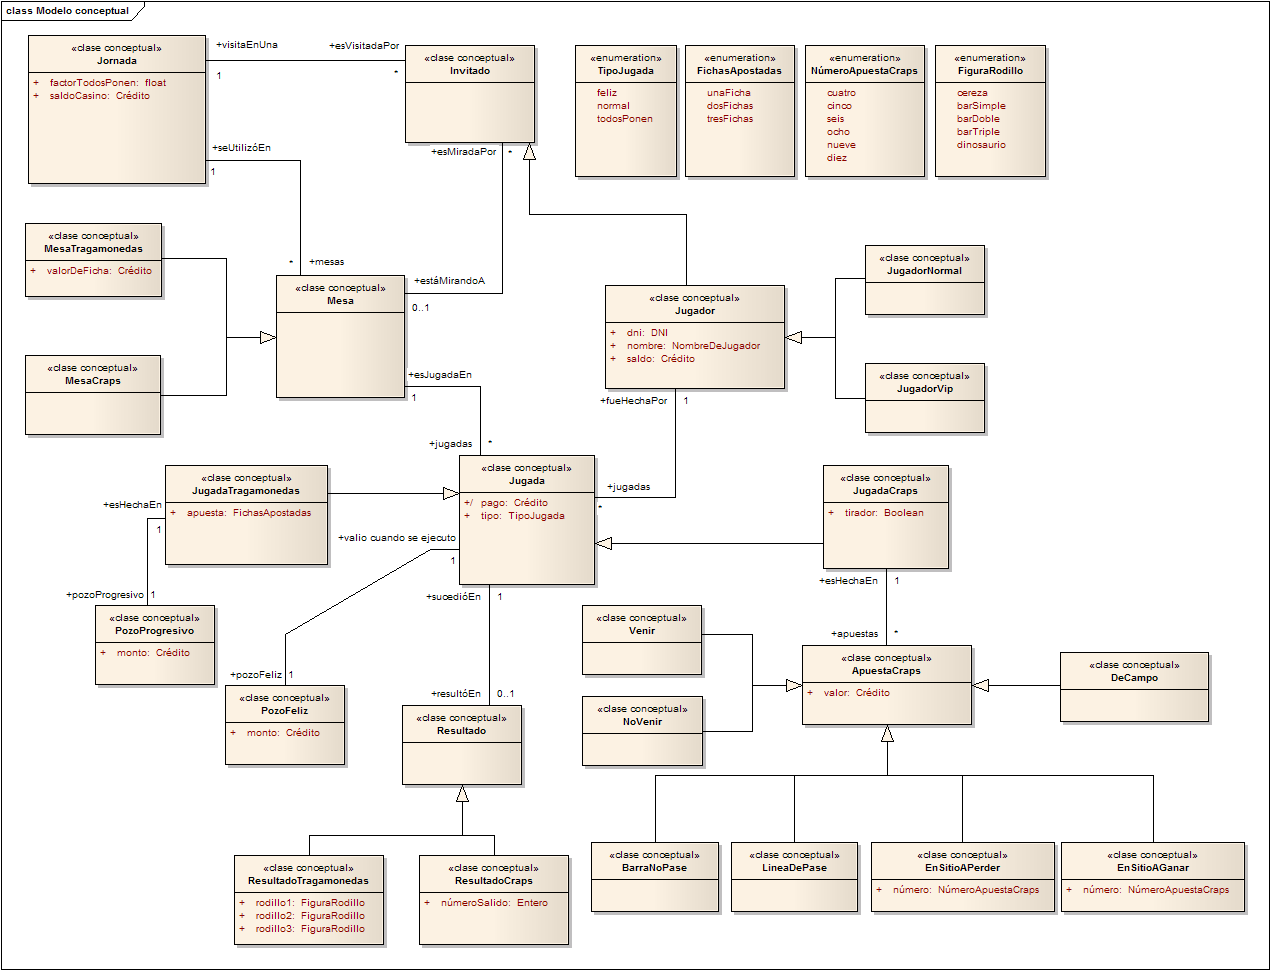 class Modelo conceptual
«clase conceptual»
Jornada
+ factorTodosPonen: float
+ saldoCasino: Crédito
+visitaEnUna
1
+esVisitadaPor
*
«clase conceptual»
Invitado
«enumeration»
TipoJugada
feliz
normal
todosPonen
«enumeration»
FichasApostadas
unaFicha
dosFichas
tresFichas
«enumeration»
NúmeroApuestaCraps
cuatro
cinco
seis
ocho
nueve
diez
«enumeration»
FiguraRodillo
cereza
barSimple
barDoble
barTriple
dinosaurio
+seUtilizóEn
1
+esMiradaPor
*
«clase conceptual»
MesaTragamonedas
+ valorDeFicha: Crédito
* +mesas
«clase conceptual»
Mesa
+estáMirandoA
0..1
«clase conceptual»
MesaCraps
«clase conceptual»
Jugador
+ dni: DNI
+ nombre: NombreDeJugador
+ saldo: Crédito
«clase conceptual»
JugadorNormal
«clase conceptual»
JugadorVip
+esJugadaEn
1
+fueHechaPor
1
+jugadas
*
«clase conceptual»
Jugada
+/ pago: Crédito
+ tipo: TipoJugada
+jugadas
*
«clase conceptual»
JugadaTragamonedas
+ apuesta: FichasApostadas
«clase conceptual»
JugadaCraps
+ tirador: Boolean
+esHechaEn
1
+valio cuando se ejecuto
1
+pozoProgresivo
1
«clase conceptual»
PozoProgresivo
+ monto: Crédito
+sucedióEn
1
+esHechaEn
1
+apuestas
*
«clase conceptual»
Venir
«clase conceptual»
NoVenir
«clase conceptual»
ApuestaCraps
+ valor: Crédito
«clase conceptual»
DeCampo
+pozoFeliz
1
«clase conceptual»
PozoFeliz
+ monto: Crédito
+resultóEn
0..1
«clase conceptual»
Resultado
«clase conceptual»
ResultadoTragamonedas
+ rodillo1: FiguraRodillo
+ rodillo2: FiguraRodillo
+ rodillo3: FiguraRodillo
«clase conceptual»
ResultadoCraps
+ númeroSalido: Entero
«clase conceptual»
BarraNoPase
«clase conceptual»
LineaDePase
«clase conceptual»
EnSitioAPerder
+ número: NúmeroApuestaCraps
«clase conceptual»
EnSitioAGanar
+ número: NúmeroApuestaCraps